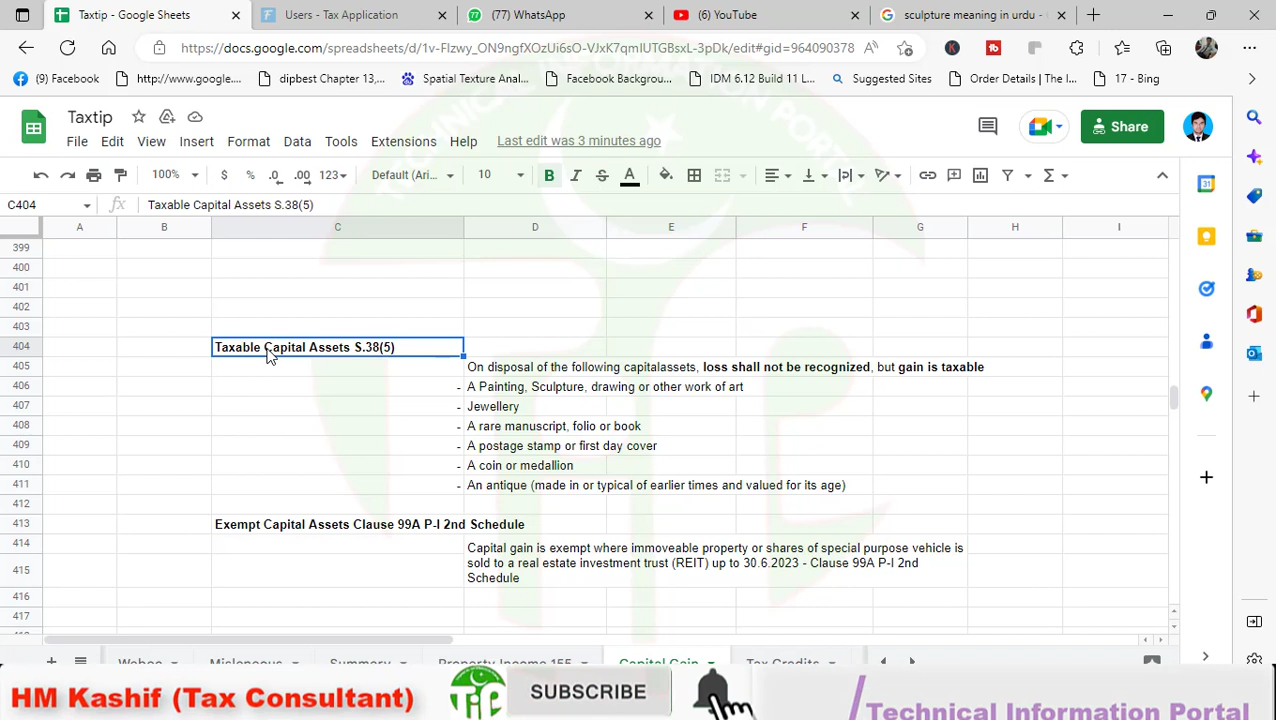 Taxtip - Google Sheets
Users - Tax Application
(77) WhatsApp
(6) YouTube
sculpture meaning in urdu -
https://docs.google.com/spreadsheets/d/1v-Flzwy_ON9ngfXOzUi6sO-VJxK7qmIUTGBsxL-3pDk/edit#gid=964090378
(9) Facebook
http://www.google....
dipbest Chapter 13,...
Spatial Texture Anal...
Facebook Backgrou...
IDM 6.12 Build 11 L...
Suggested Sites
Order Details | The I...
17 - Bing
Taxtip
File Edit View Insert Format Data Tools Extensions Help Last edit was 3 minutes ago
Share
100% $ % .0 .00 123 Default (Ari... 10 B I S A
C404 fx Taxable Capital Assets S.38(5)
A B C D E F G H I
399
400
401
402
403
404 Taxable Capital Assets S.38(5)
405 On disposal of the following capitalassets, loss shall not be recognized, but gain is taxable
406 - A Painting, Sculpture, drawing or other work of art
407 - Jewellery
408 - A rare manuscript, folio or book
409 - A postage stamp or first day cover
410 - A coin or medallion
411 - An antique (made in or typical of earlier times and valued for its age)
412
413 Exempt Capital Assets Clause 99A P-I 2nd Schedule
414 Capital gain is exempt where immoveable property or shares of special purpose vehicle is
415 sold to a real estate investment trust (REIT) up to 30.6.2023 - Clause 99A P-I 2nd
Schedule
416
417
Weboc Misleneous Summary Property Income 155 Capital Gain Tax Credits
HM Kashif (Tax Consultant)
TIP
SUBSCRIBE
Technical Information Portal